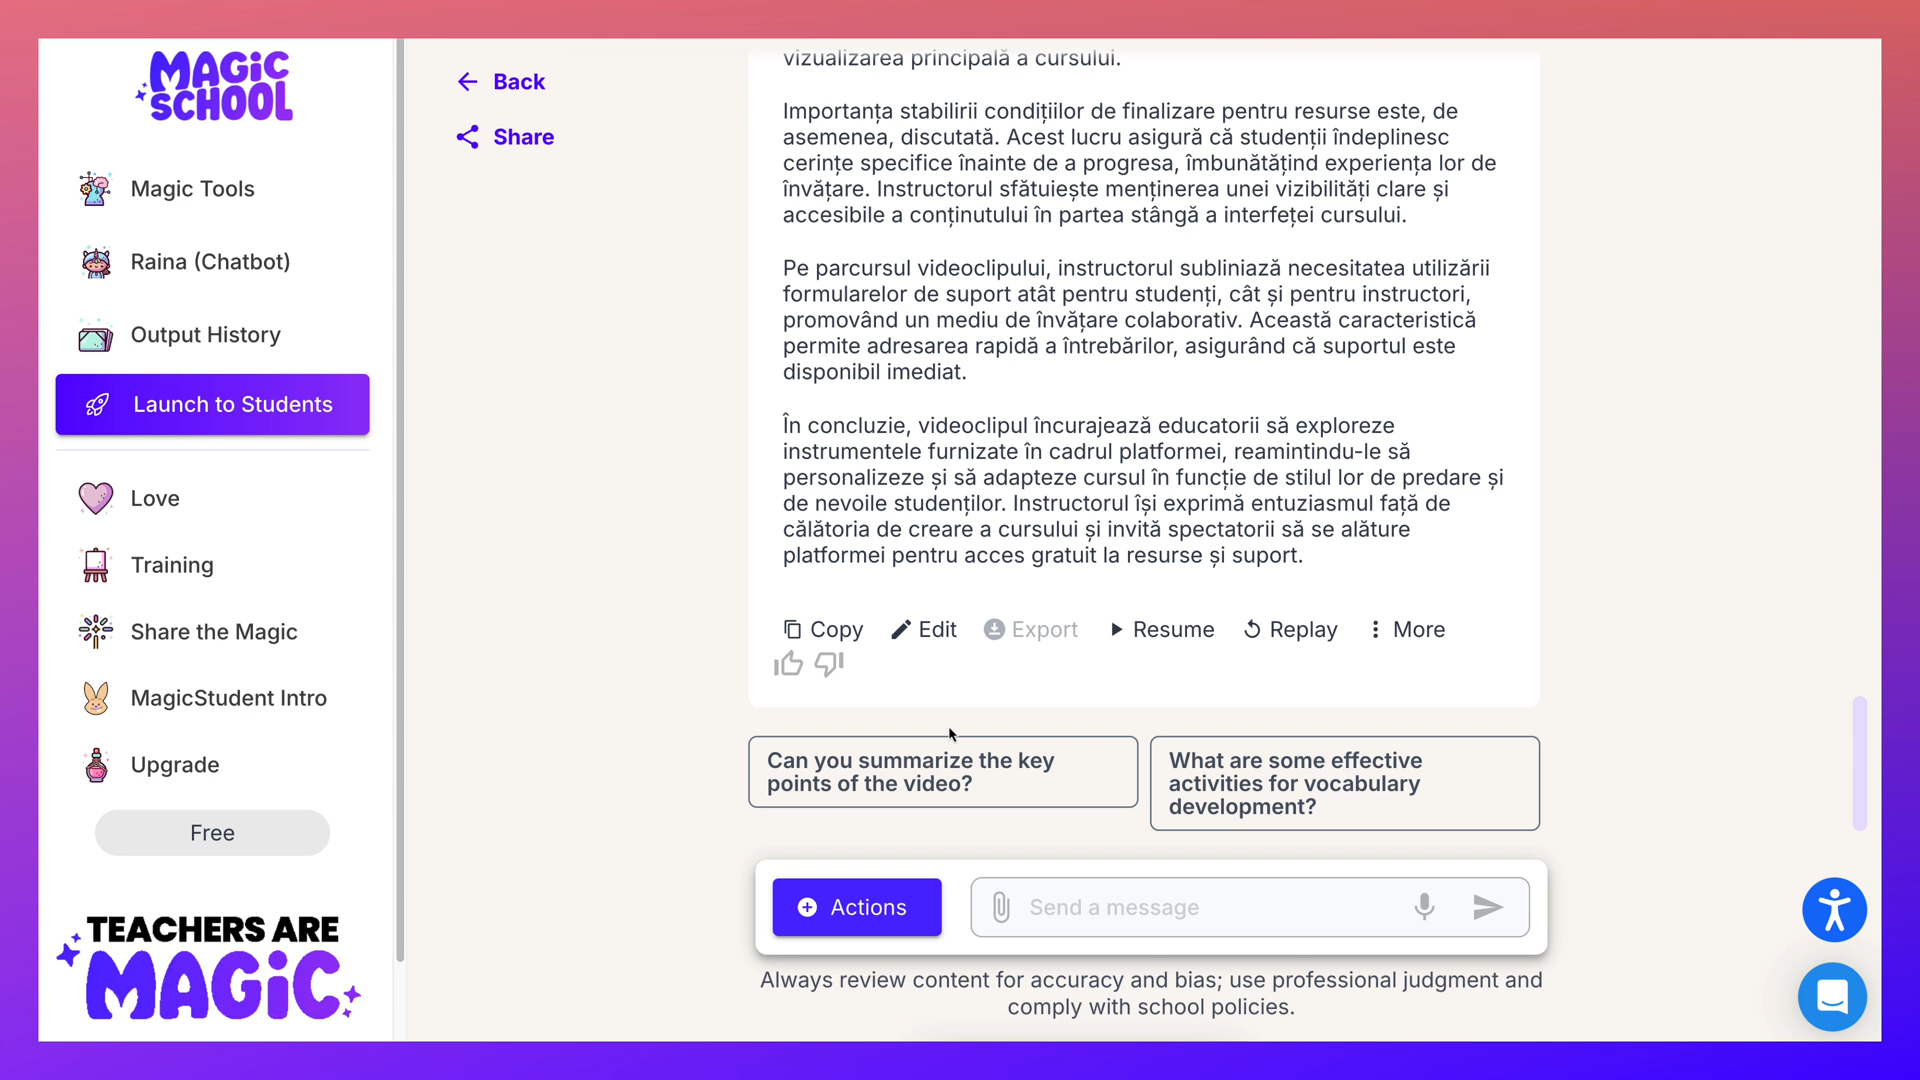 MAGiC
SCHOOL
Magic Tools
Raina (Chatbot)
Output History
Launch to Students
Love
Training
Share the Magic
MagicStudent Intro
Upgrade
Free
TEACHERS ARE
MAGiC
Back
Share
vizualizarea principală a cursului.
Importanța stabilirii condițiilor de finalizare pentru resurse este, de
asemenea, discutată. Acest lucru asigură că studenții îndeplinesc
cerințe specifice înainte de a progresa, îmbunătățind experiența lor de
învățare. Instructorul sfătuiește menținerea unei vizibilități clare și
accesibile a conținutului în partea stângă a interfeței cursului.
Pe parcursul videoclipului, instructorul subliniază necesitatea utilizării
formularelor de suport atât pentru studenți, cât și pentru instructori,
promovând un mediu de învățare colaborativ. Această caracteristică
permite adresarea rapidă a întrebărilor, asigurând că suportul este
disponibil imediat.
În concluzie, videoclipul încurajează educatorii să exploreze
instrumentele furnizate în cadrul platformei, reamintindu-le să
personalizeze și să adapteze cursul în funcție de stilul lor de predare și
de nevoile studenților. Instructorul își exprimă entuziasmul față de
călătoria de creare a cursului și invită spectatorii să se alăture
platformei pentru acces gratuit la resurse și suport.
Copy Edit Export Resume Replay More
Can you summarize the key
points of the video?
What are some effective
activities for vocabulary
development?
Actions
Send a message
Always review content for accuracy and bias; use professional judgment and
comply with school policies.